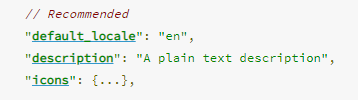 // Recommended
"default_locale": "en",
"description": "A plain text description",
"icons": {...},